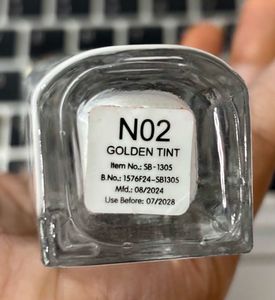 N02
GOLDEN TINT
Item No.: SB-1305
B.No.: 1576F24-SB1305
Mfd.: 08/2024
Use Before: 07/2028